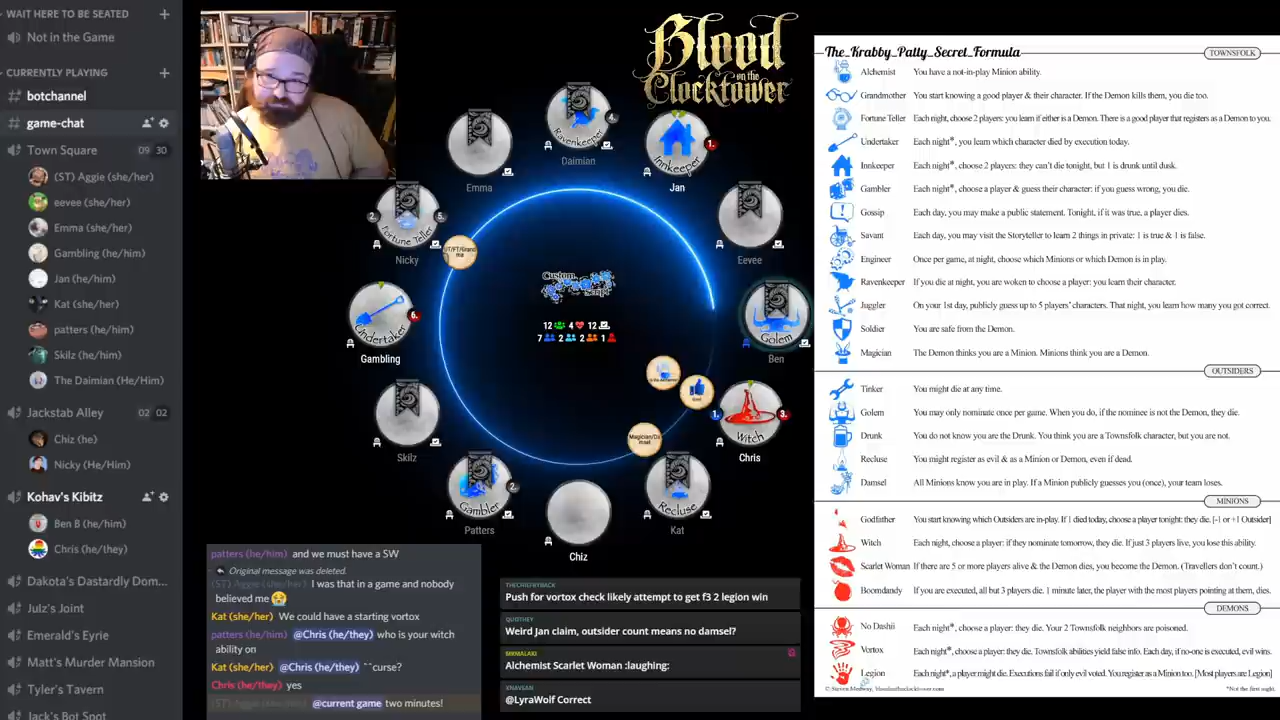 WAIT HERE TO BE SEATED
Not in the Game
CURRENTLY PLAYING
botchannel
game-chat
Town Square 09 30
(ST) Aggie (she/her)
eevee (she/her)
Emma (she/her)
Gambling (he/him)
Jan (he/him)
Kat (she/her)
patters (he/him)
Skilz (he/him)
The Daimian (He/Him)
Jackstab Alley 02 02
Chiz (he)
Nicky (He/Him)
Kohav's Kibitz
Ben B (he/him)
Chris (he/they)
Dakota's Dastardly Dom...
Julz's Joint
Lizard's Eyrie
Matt's Murder Mansion
Tyler's Tavern
Jack's Bot Spot
Blood
on the
Clocktower
Emma
Ravenkeeper
4.
Daimian
Innkeeper
1.
Jan
Eevee
Golem
Ben
Witch
1.
3.
Chris
Recluse
Kat
Chiz
Gambler
2.
Patters
Skilz
Undertaker
6.
Gambling
Fortune Teller
2.
5.
Nicky
Custom
Script
12 4 12
7 2 2 1
patters (he/him) and we must have a SW
Original message was deleted.
(ST) Aggie (she/her) I was that in a game and nobody
believed me
Kat (she/her) We could have a starting vortox
patters (he/him) @Chris (he/they) who is your witch
ability on
Kat (she/her) @Chris (he/they) ^^curse?
Chris (he/they) yes
(ST) Aggie (she/her) @current game two minutes!
Push for vortox check likely attempt to get f3 2 legion win
QUOTHEY
Weird Jan claim, outsider count means no damsel?
Alchemist Scarlet Woman :laughing:
XNAVSAN
@LyraWolf Correct
The_Krabby_Patty_Secret_Formula
TOWNSFOLK
Alchemist You have a not-in-play Minion ability.
Grandmother You start knowing a good player & their character. If the Demon kills them, you die too.
Fortune Teller Each night, choose 2 players: you learn if either is a Demon. There is a good player that registers as a Demon to you.
Undertaker Each night*, you learn which character died by execution today.
Innkeeper Each night*, choose 2 players: they can't die tonight, but 1 is drunk until dusk.
Gambler Each night*, choose a player & guess their character: if you guess wrong, you die.
Gossip Each day, you may make a public statement. Tonight, if it was true, a player dies.
Savant Each day, you may visit the Storyteller to learn 2 things in private: 1 is true & 1 is false.
Engineer Once per game, at night, choose which Minions or which Demon is in play.
Ravenkeeper If you die at night, you are woken to choose a player: you learn their character.
Juggler On your 1st day, publicly guess up to 5 players' characters. That night, you learn how many you got correct.
Soldier You are safe from the Demon.
Magician The Demon thinks you are a Minion. Minions think you are a Demon.
OUTSIDERS
Tinker You might die at any time.
Golem You may only nominate once per game. When you do, if the nominee is not the Demon, they die.
Drunk You do not know you are the Drunk. You think you are a Townsfolk character, but you are not.
Recluse You might register as evil & as a Minion or Demon, even if dead.
Damsel All Minions know you are in play. If a Minion publicly guesses you (once), your team loses.
MINIONS
Godfather You start knowing which Outsiders are in-play. If 1 died today, choose a player tonight: they die. [-1 or +1 Outsider]
Witch Each night, choose a player: if they nominate tomorrow, they die. If just 3 players live, you lose this ability.
Scarlet Woman If there are 5 or more players alive & the Demon dies, you become the Demon. (Travellers don't count.)
Boomdandy If you are executed, all but 3 players die. 1 minute later, the player with the most players pointing at them, dies.
DEMONS
No Dashii Each night*, choose a player: they die. Your 2 Townsfolk neighbors are poisoned.
Vortox Each night*, choose a player: they die. Townsfolk abilities yield false info. Each day, if no-one is executed, evil wins.
Legion Each night*, a player might die. Executions fail if only evil voted. You register as a Minion too. [Most players are Legion]
© Steven Medway, bloodontheclocktower.com
*Not the first night.